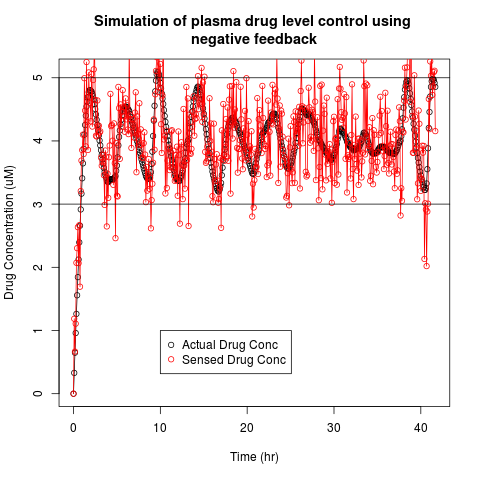 Simulation of plasma drug level control using
negative feedback
Drug Concentration (uM)
5
4
3
2
1
0
Actual Drug Conc
Sensed Drug Conc
0 10 20 30 40
Time (hr)